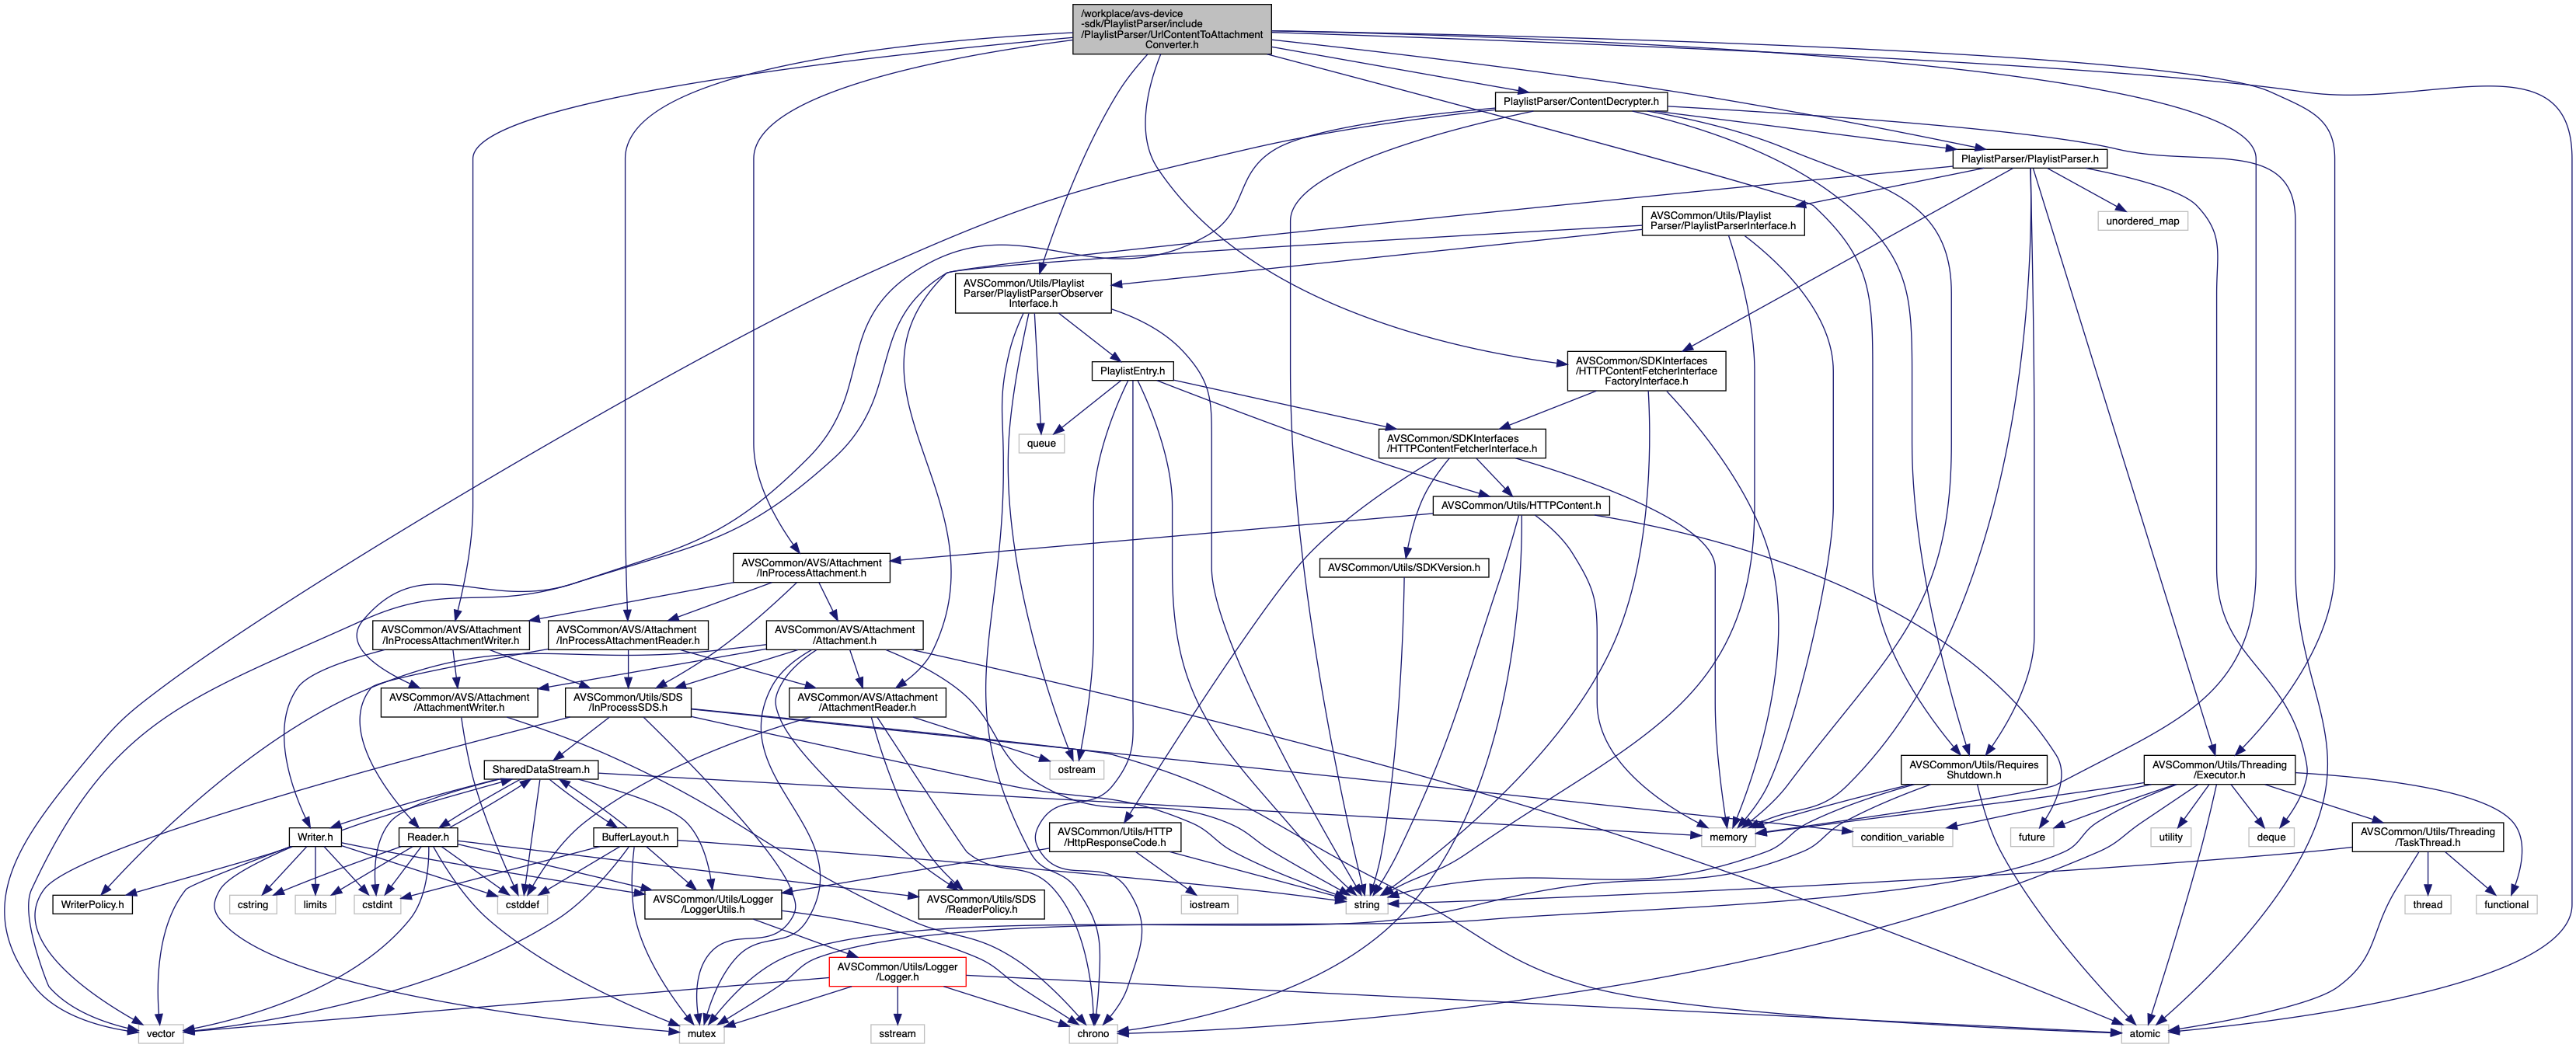 /workplace/avs-device
-sdk/PlaylistParser/include
/PlaylistParser/UrlContentToAttachment
Converter.h
PlaylistParser/ContentDecrypter.h
PlaylistParser/PlaylistParser.h
AVSCommon/Utils/Playlist
Parser/PlaylistParserInterface.h
unordered_map
AVSCommon/Utils/Playlist
Parser/PlaylistParserObserver
Interface.h
AVSCommon/SDKInterfaces
/HTTPContentFetcherInterface
FactoryInterface.h
PlaylistEntry.h
queue
AVSCommon/SDKInterfaces
/HTTPContentFetcherInterface.h
AVSCommon/Utils/HTTPContent.h
AVSCommon/AVS/Attachment
/InProcessAttachment.h
AVSCommon/Utils/SDKVersion.h
AVSCommon/AVS/Attachment
/InProcessAttachmentWriter.h
AVSCommon/AVS/Attachment
/InProcessAttachmentReader.h
AVSCommon/AVS/Attachment
/Attachment.h
AVSCommon/AVS/Attachment
/AttachmentWriter.h
AVSCommon/Utils/SDS
/InProcessSDS.h
AVSCommon/AVS/Attachment
/AttachmentReader.h
SharedDataStream.h
ostream
AVSCommon/Utils/Requires
Shutdown.h
AVSCommon/Utils/Threading
/Executor.h
Writer.h
Reader.h
BufferLayout.h
AVSCommon/Utils/HTTP
/HttpResponseCode.h
memory
condition_variable
future
utility
deque
AVSCommon/Utils/Threading
/TaskThread.h
WriterPolicy.h
cstring
limits
cstdint
cstddef
AVSCommon/Utils/Logger
/LoggerUtils.h
AVSCommon/Utils/SDS
/ReaderPolicy.h
iostream
string
thread
functional
AVSCommon/Utils/Logger
/Logger.h
vector
mutex
sstream
chrono
atomic